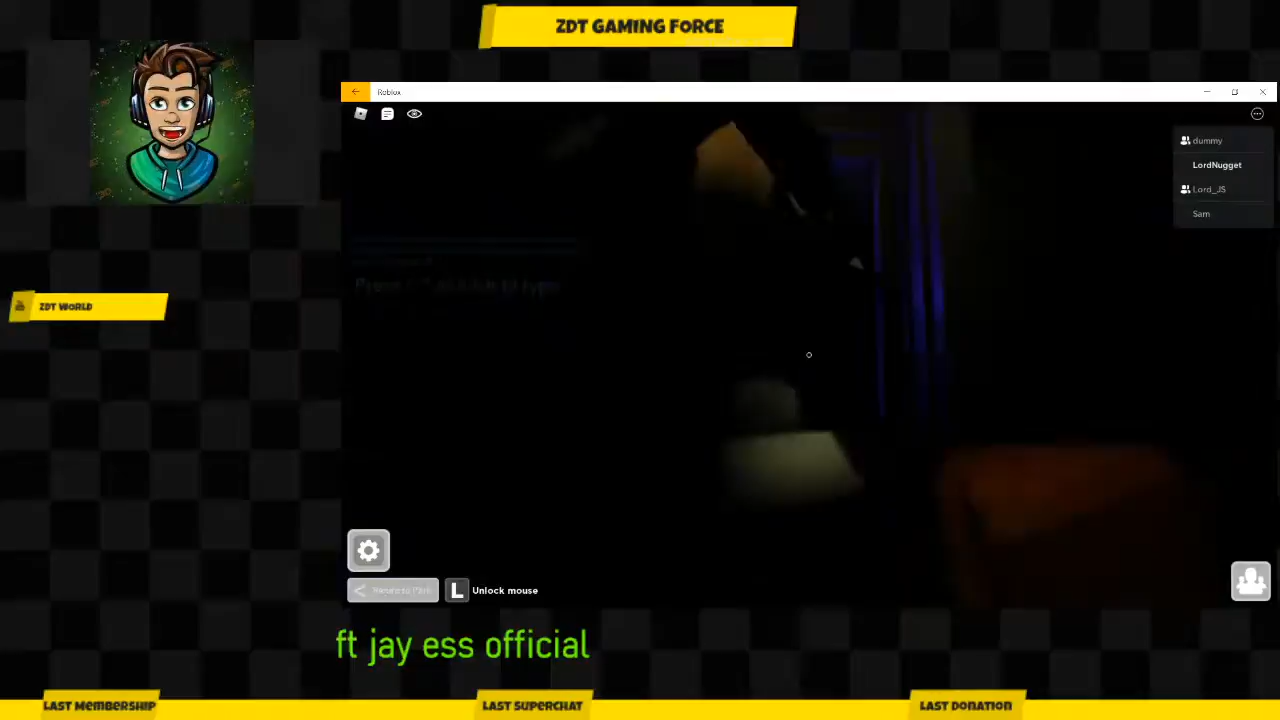 ZDT GAMING FORCE
Roblox
dummy
LordNugget
Lord_JS
Sam
ZDT WORLD
L Unlock mouse
ft jay ess official
LAST MEMBERSHIP
LAST SUPERCHAT
LAST DONATION